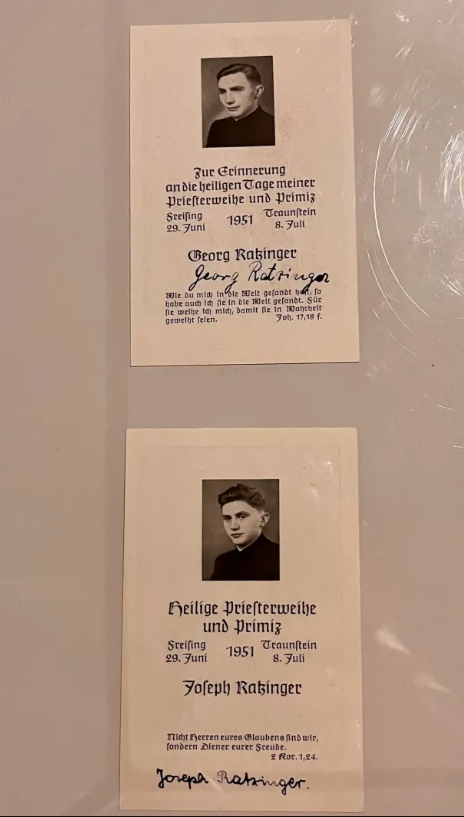 Zur Erinnerung
an die heiligen Tage meiner
Priesterweihe und Primiz
Freising 1951 Traunstein
29. Juni 8. Juli
Georg Ratzinger
Georg Ratzinger
Wie du mich in die Welt gesandt hast, so
habe auch ich sie in die Welt gesandt. Für
sie weihe ich mich, damit sie in Wahrheit
geweiht seien. Joh. 17,18 f.
Heilige Priesterweihe
und Primiz
Freising 1951 Traunstein
29. Juni 8. Juli
Joseph Ratzinger
Nicht Herren eures Glaubens sind wir,
sondern Diener eurer Freude.
2 Kor. 1,24.
Joseph Ratzinger.